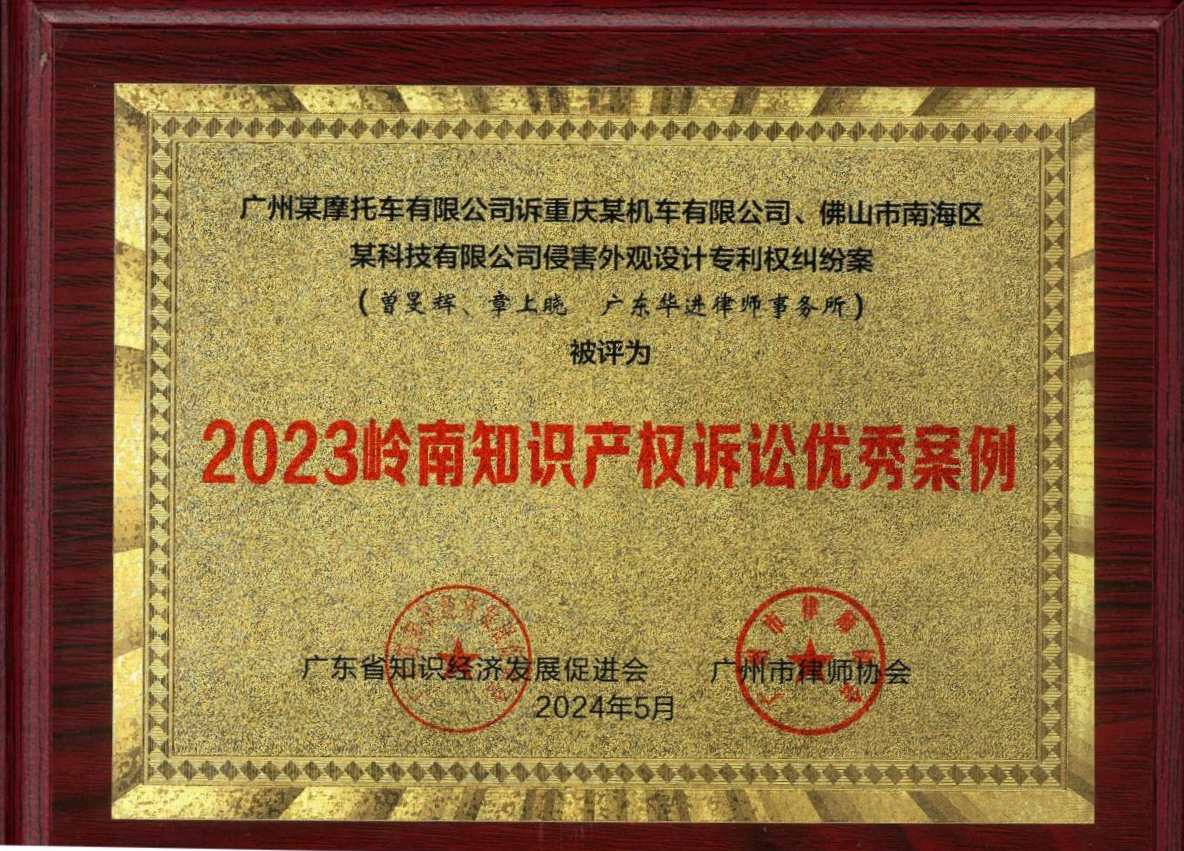 广州某摩托车有限公司诉重庆某机车有限公司、佛山市南海区
某科技有限公司侵害外观设计专利权纠纷案
(曾旻辉、章上晓 广东华进律师事务所)
被评为
2023岭南知识产权诉讼优秀案例
广东省知识经济发展促进会 广州市律师协会
2024年5月